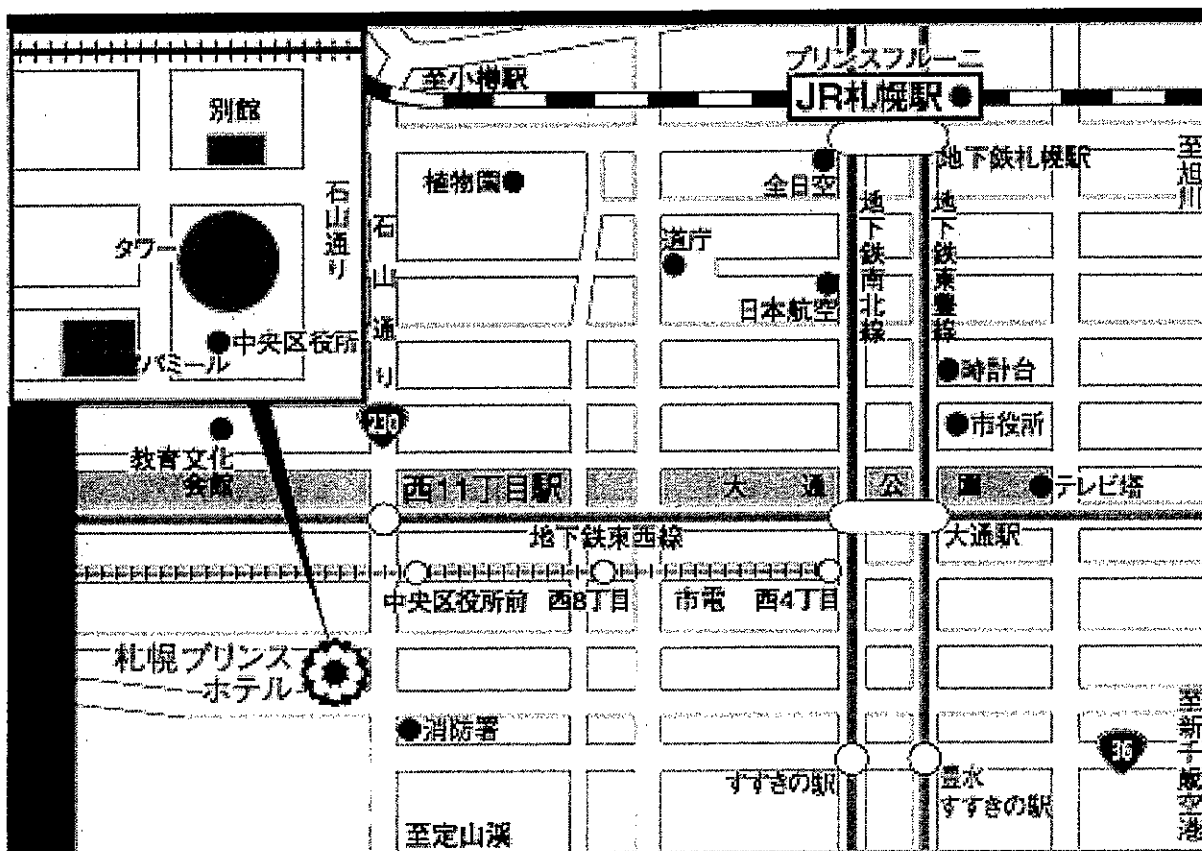 プリンスフルーニ
至小樽駅
JR札幌駅
別館
植物園
全日空
地下鉄札幌駅
至旭川
石山通り
石山通り
タワー
道庁
日本航空
地下鉄南北線
地下鉄東豊線
中央区役所
パミール
時計台
230
市役所
教育文化
会館
西11丁目駅
大通公園
テレビ塔
地下鉄東西線
大通駅
中央区役所前
西8丁目
市電
西4丁目
札幌プリンス
ホテル
消防署
すすきの駅
豊水
すすきの駅
36
至新千歳空港
至定山渓